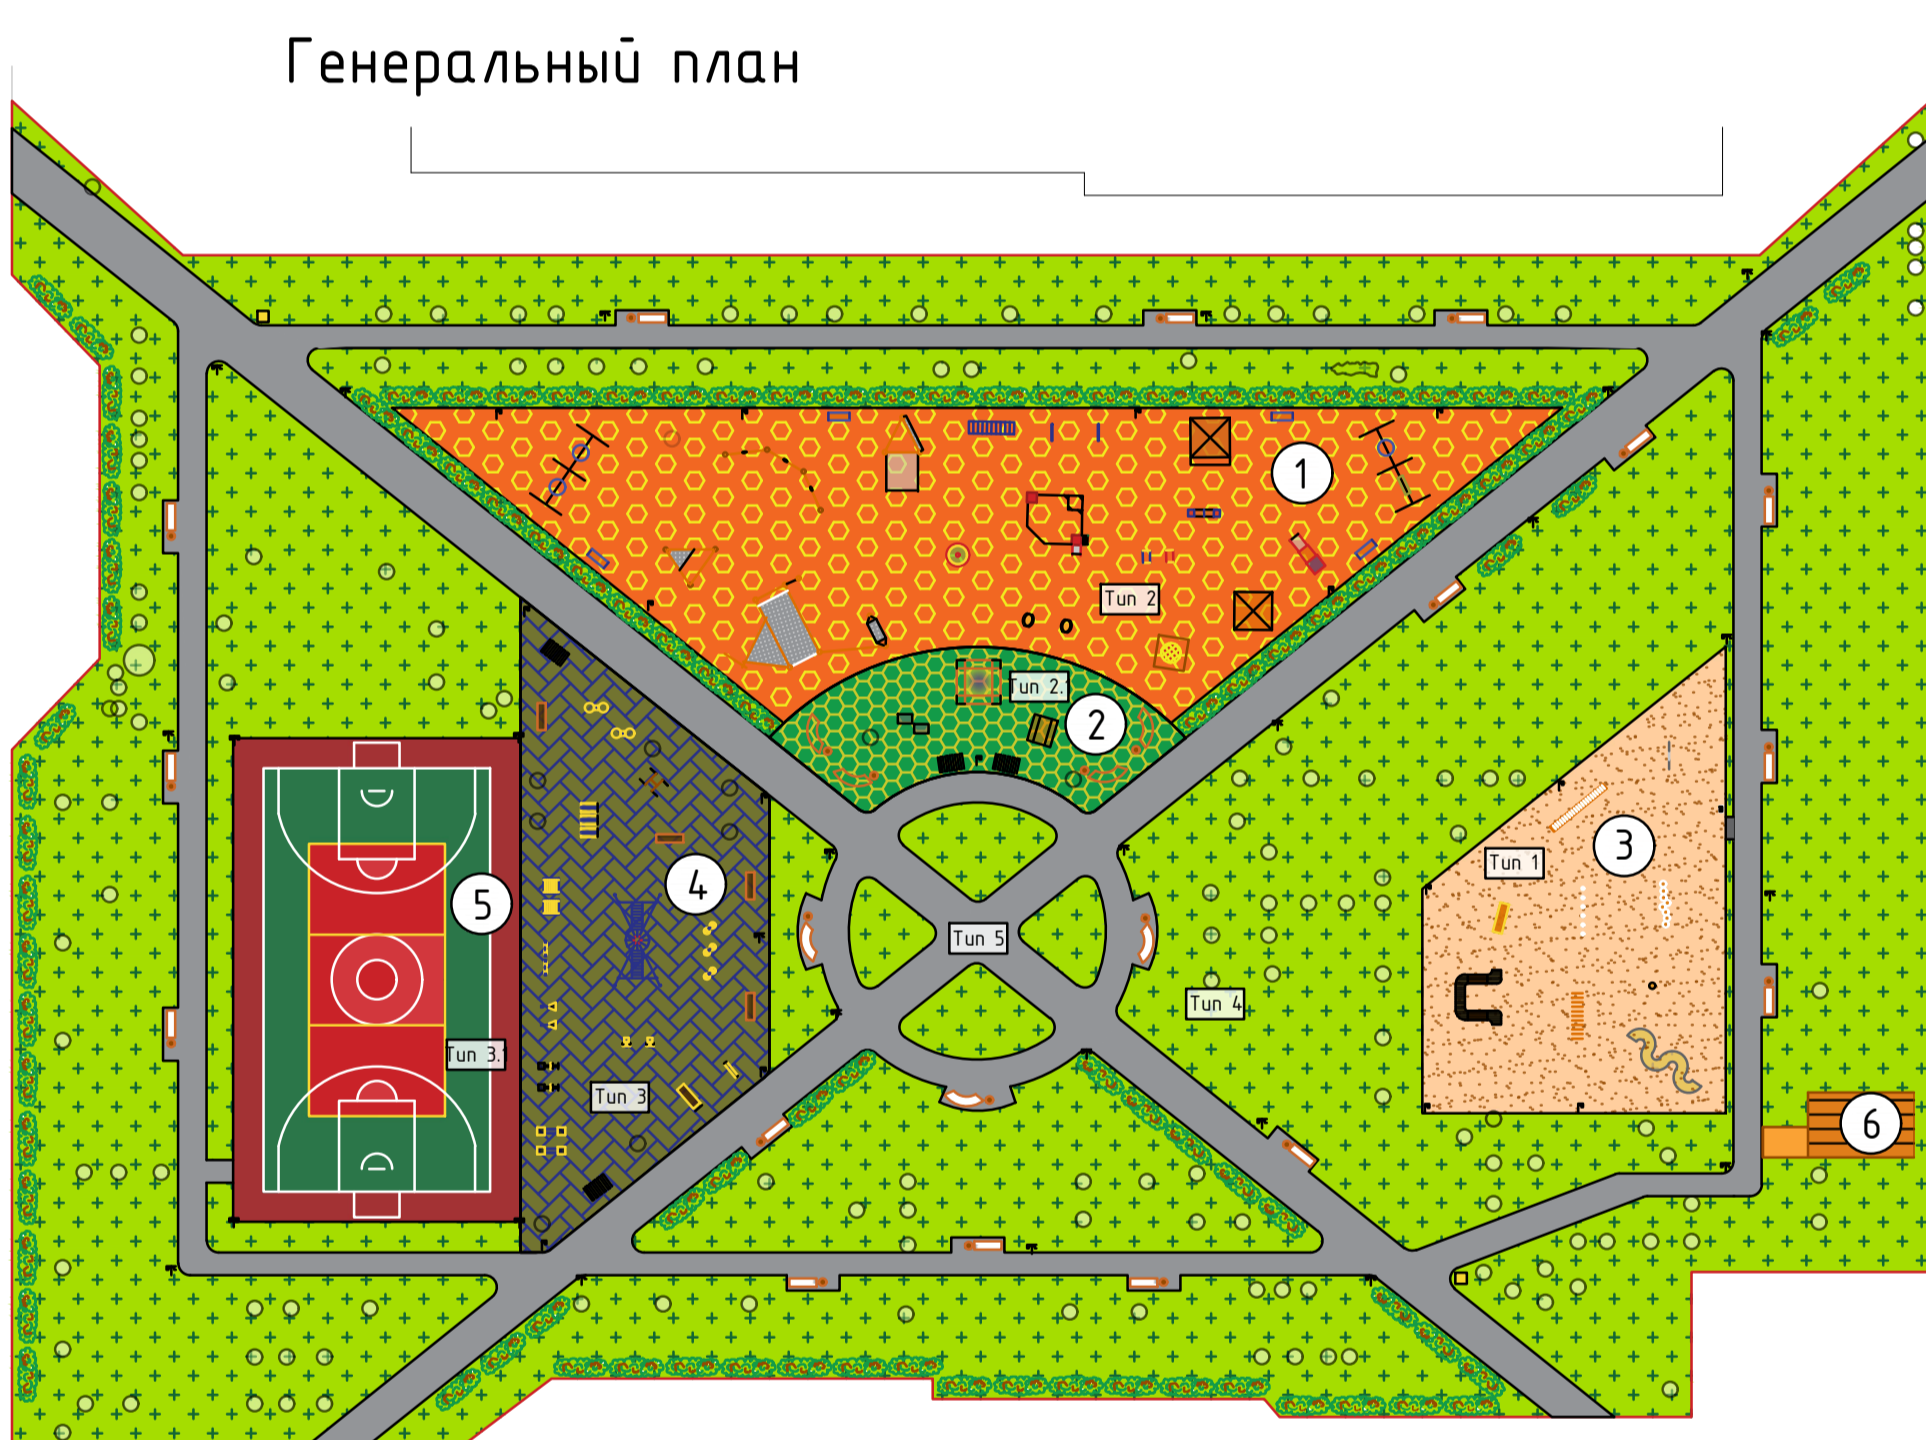 Генеральный план
1
Тип 2
Тип 2.
2
3
Тип 1
4
5
Тип 5
Тип 4
Тип 3.1
Тип 3
6